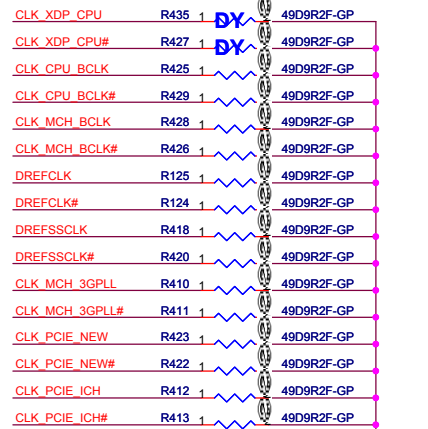 CLK_XDP_CPU R435 1 DY 49D9R2F-GP
CLK_XDP_CPU# R427 1 DY 49D9R2F-GP
CLK_CPU_BCLK R425 1 49D9R2F-GP
CLK_CPU_BCLK# R429 1 49D9R2F-GP
CLK_MCH_BCLK R428 1 49D9R2F-GP
CLK_MCH_BCLK# R426 1 49D9R2F-GP
DREFCLK R125 1 49D9R2F-GP
DREFCLK# R124 1 49D9R2F-GP
DREFSSCLK R418 1 49D9R2F-GP
DREFSSCLK# R420 1 49D9R2F-GP
CLK_MCH_3GPLL R410 1 49D9R2F-GP
CLK_MCH_3GPLL# R411 1 49D9R2F-GP
CLK_PCIE_NEW R423 1 49D9R2F-GP
CLK_PCIE_NEW# R422 1 49D9R2F-GP
CLK_PCIE_ICH R412 1 49D9R2F-GP
CLK_PCIE_ICH# R413 1 49D9R2F-GP